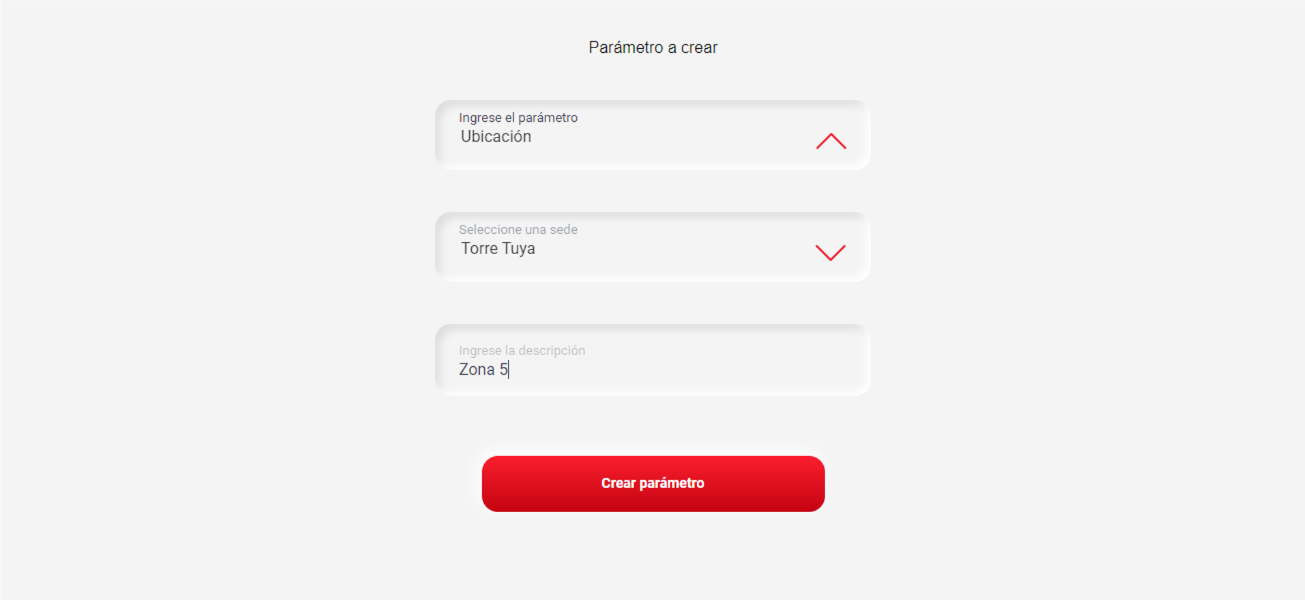 Parámetro a crear
Ingrese el parámetro
Ubicación
Seleccione una sede
Torre Tuya
Ingrese la descripción
Zona 5
Crear parámetro